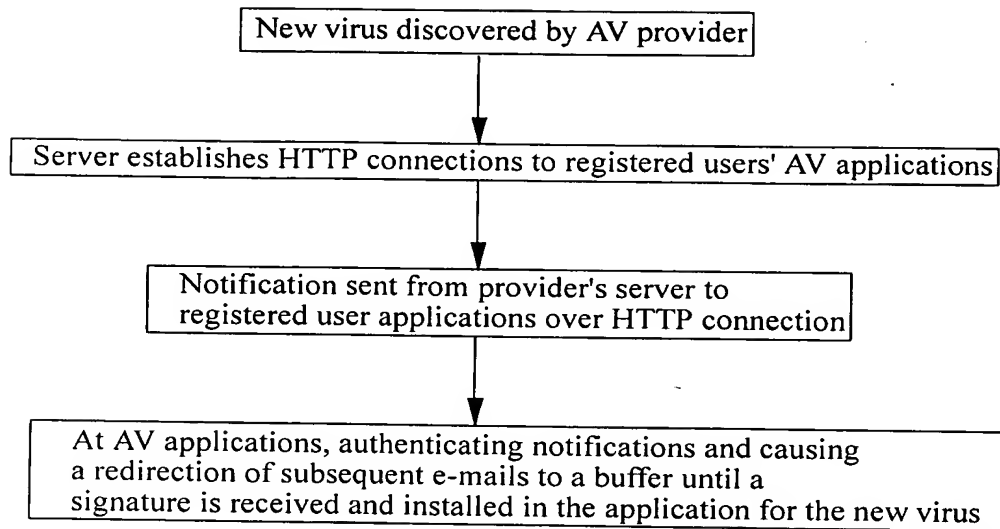 New virus discovered by AV provider
Server establishes HTTP connections to registered users' AV applications
Notification sent from provider's server to
registered user applications over HTTP connection
At AV applications, authenticating notifications and causing
a redirection of subsequent e-mails to a buffer until a
signature is received and installed in the application for the new virus